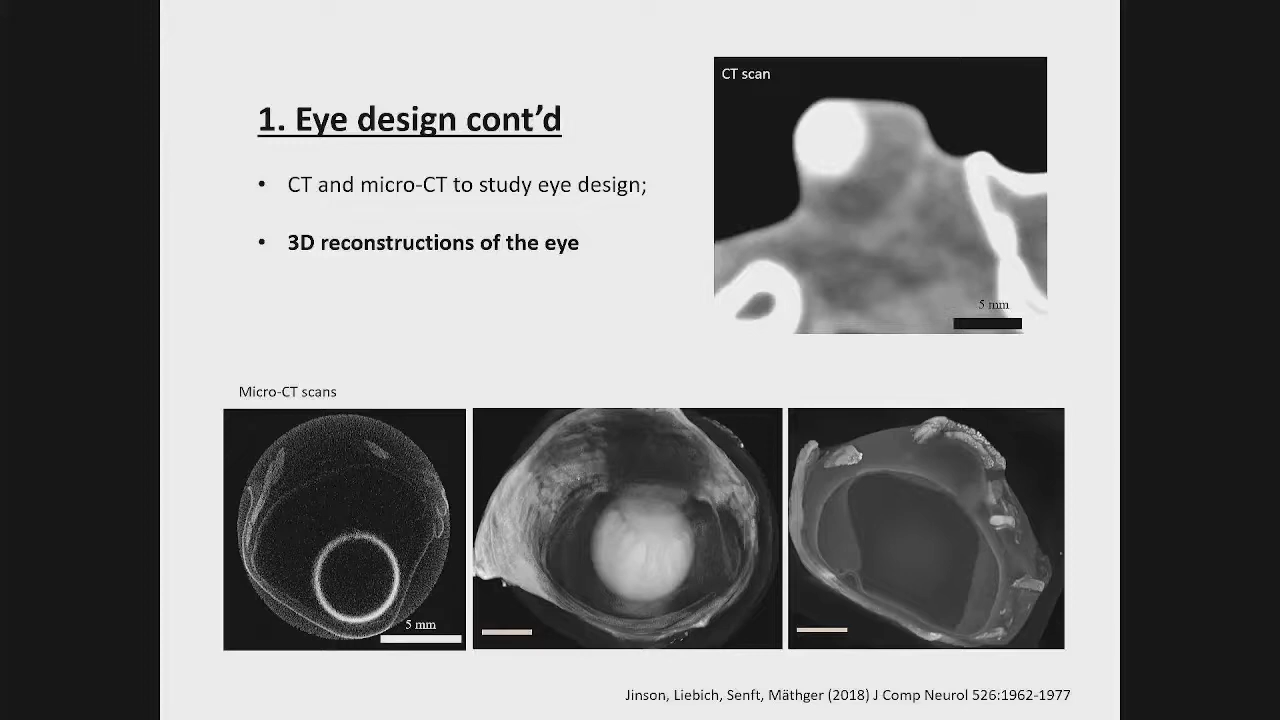 1. Eye design cont’d
• CT and micro-CT to study eye design;
• 3D reconstructions of the eye
CT scan
5 mm
Micro-CT scans
5 mm
Jinson, Liebich, Senft, Mäthger (2018) J Comp Neurol 526:1962-1977